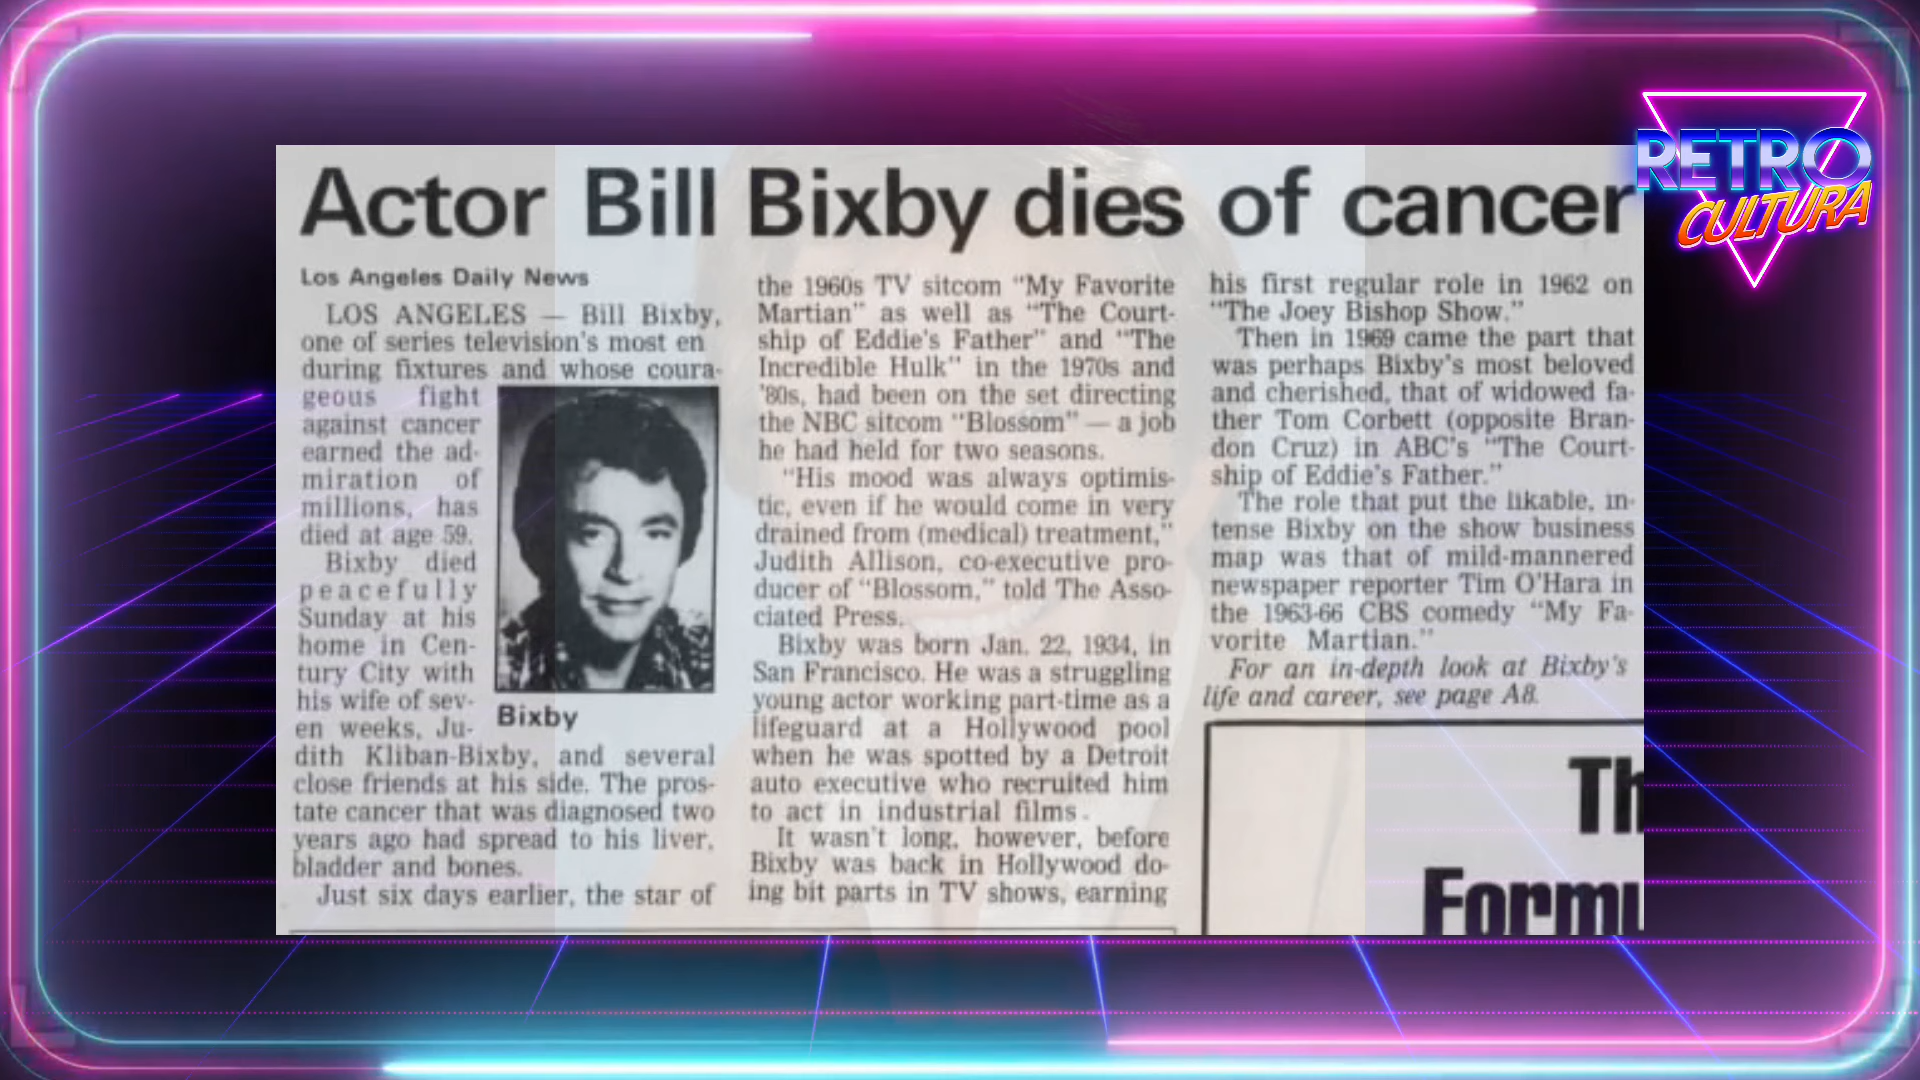 Actor Bill Bixby dies of cancer
Los Angeles Daily News
LOS ANGELES — Bill Bixby,
one of series television's most en
during fixtures and whose coura-
geous fight
against cancer
earned the ad-
miration of
millions, has
died at age 59.
Bixby died
peacefully
Sunday at his
home in Cen-
tury City with
his wife of sev-
en weeks, Ju-
dith Kliban-Bixby, and several
close friends at his side. The pros-
tate cancer that was diagnosed two
years ago had spread to his liver,
bladder and bones.
Just six days earlier, the star of
Bixby
the 1960s TV sitcom "My Favorite
Martian" as well as "The Court-
ship of Eddie's Father" and "The
Incredible Hulk" in the 1970s and
'80s, had been on the set directing
the NBC sitcom "Blossom" — a job
he had held for two seasons.
"His mood was always optimis-
tic, even if he would come in very
drained from (medical) treatment,"
Judith Allison, co-executive pro-
ducer of "Blossom," told The Asso-
ciated Press.
Bixby was born Jan. 22, 1934, in
San Francisco. He was a struggling
young actor working part-time as a
lifeguard at a Hollywood pool
when he was spotted by a Detroit
auto executive who recruited him
to act in industrial films.
It wasn't long, however, before
Bixby was back in Hollywood do-
ing bit parts in TV shows, earning
his first regular role in 1962 on
"The Joey Bishop Show."
Then in 1969 came the part that
was perhaps Bixby's most beloved
and cherished, that of widowed fa-
ther Tom Corbett (opposite Bran-
don Cruz) in ABC's "The Court-
ship of Eddie's Father."
The role that put the likable, in-
tense Bixby on the show business
map was that of mild-mannered
newspaper reporter Tim O'Hara in
the 1963-66 CBS comedy "My Fa-
vorite Martian."
For an in-depth look at Bixby's
life and career, see page A8.
RETRO
CULTURA